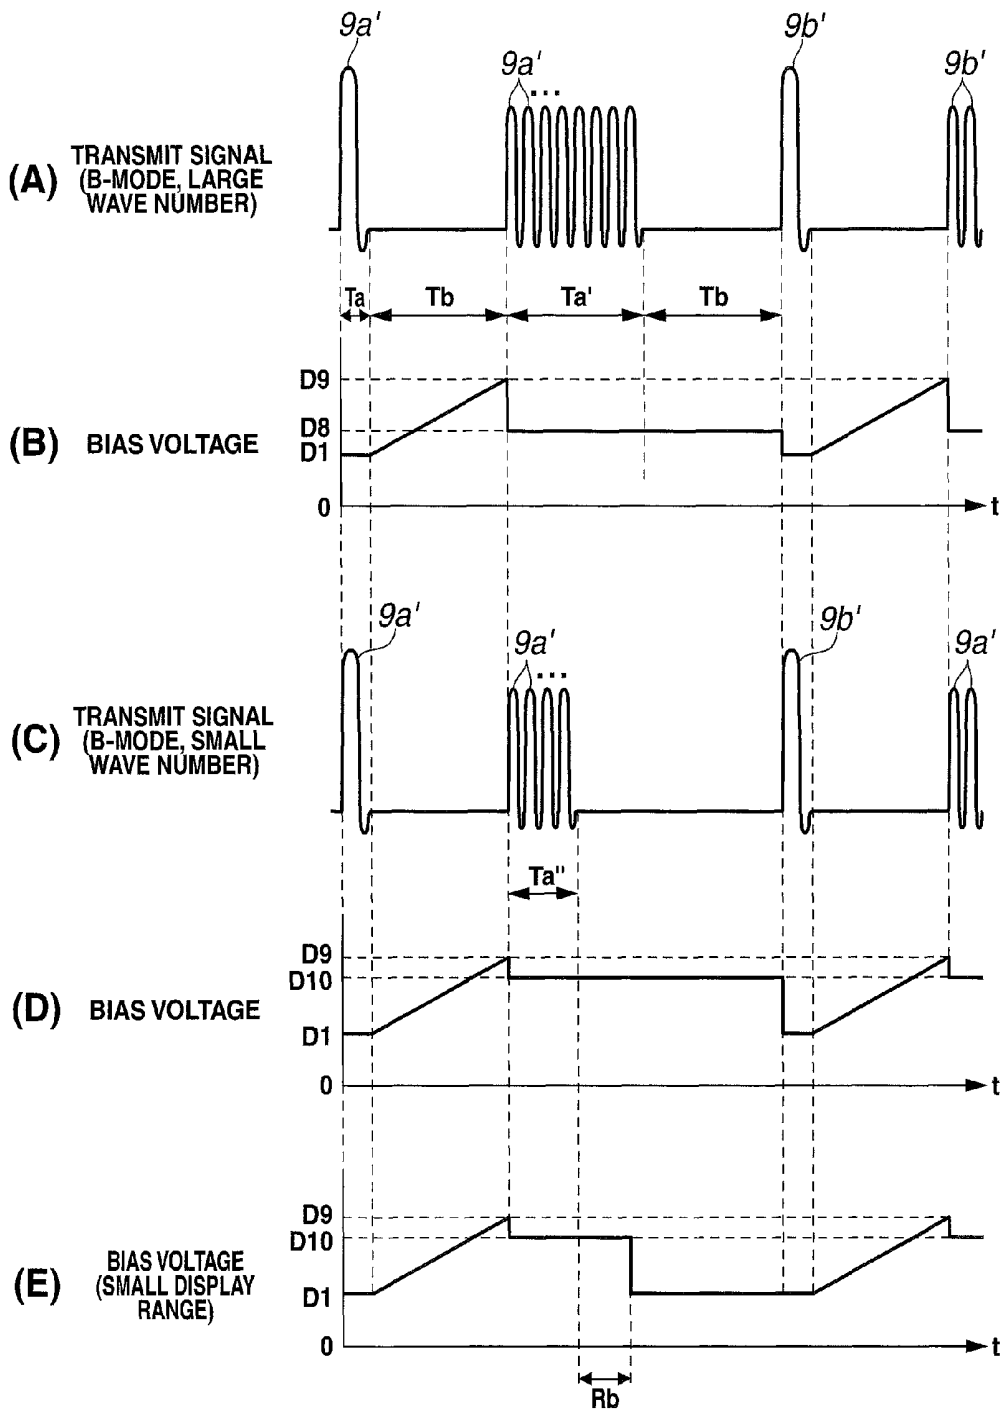 9a'
9a'
...
9b'
9b'
(A) TRANSMIT SIGNAL
(B-MODE, LARGE
WAVE NUMBER)
Ta
Tb
Ta'
Tb
D9
D8
D1
0
t
(B) BIAS VOLTAGE
9a'
9a'
...
9b'
9a'
(C) TRANSMIT SIGNAL
(B-MODE, SMALL
WAVE NUMBER)
Ta"
D9
D10
D1
0
t
(D) BIAS VOLTAGE
D9
D10
D1
0
t
(E) BIAS VOLTAGE
(SMALL DISPLAY
RANGE)
Rb